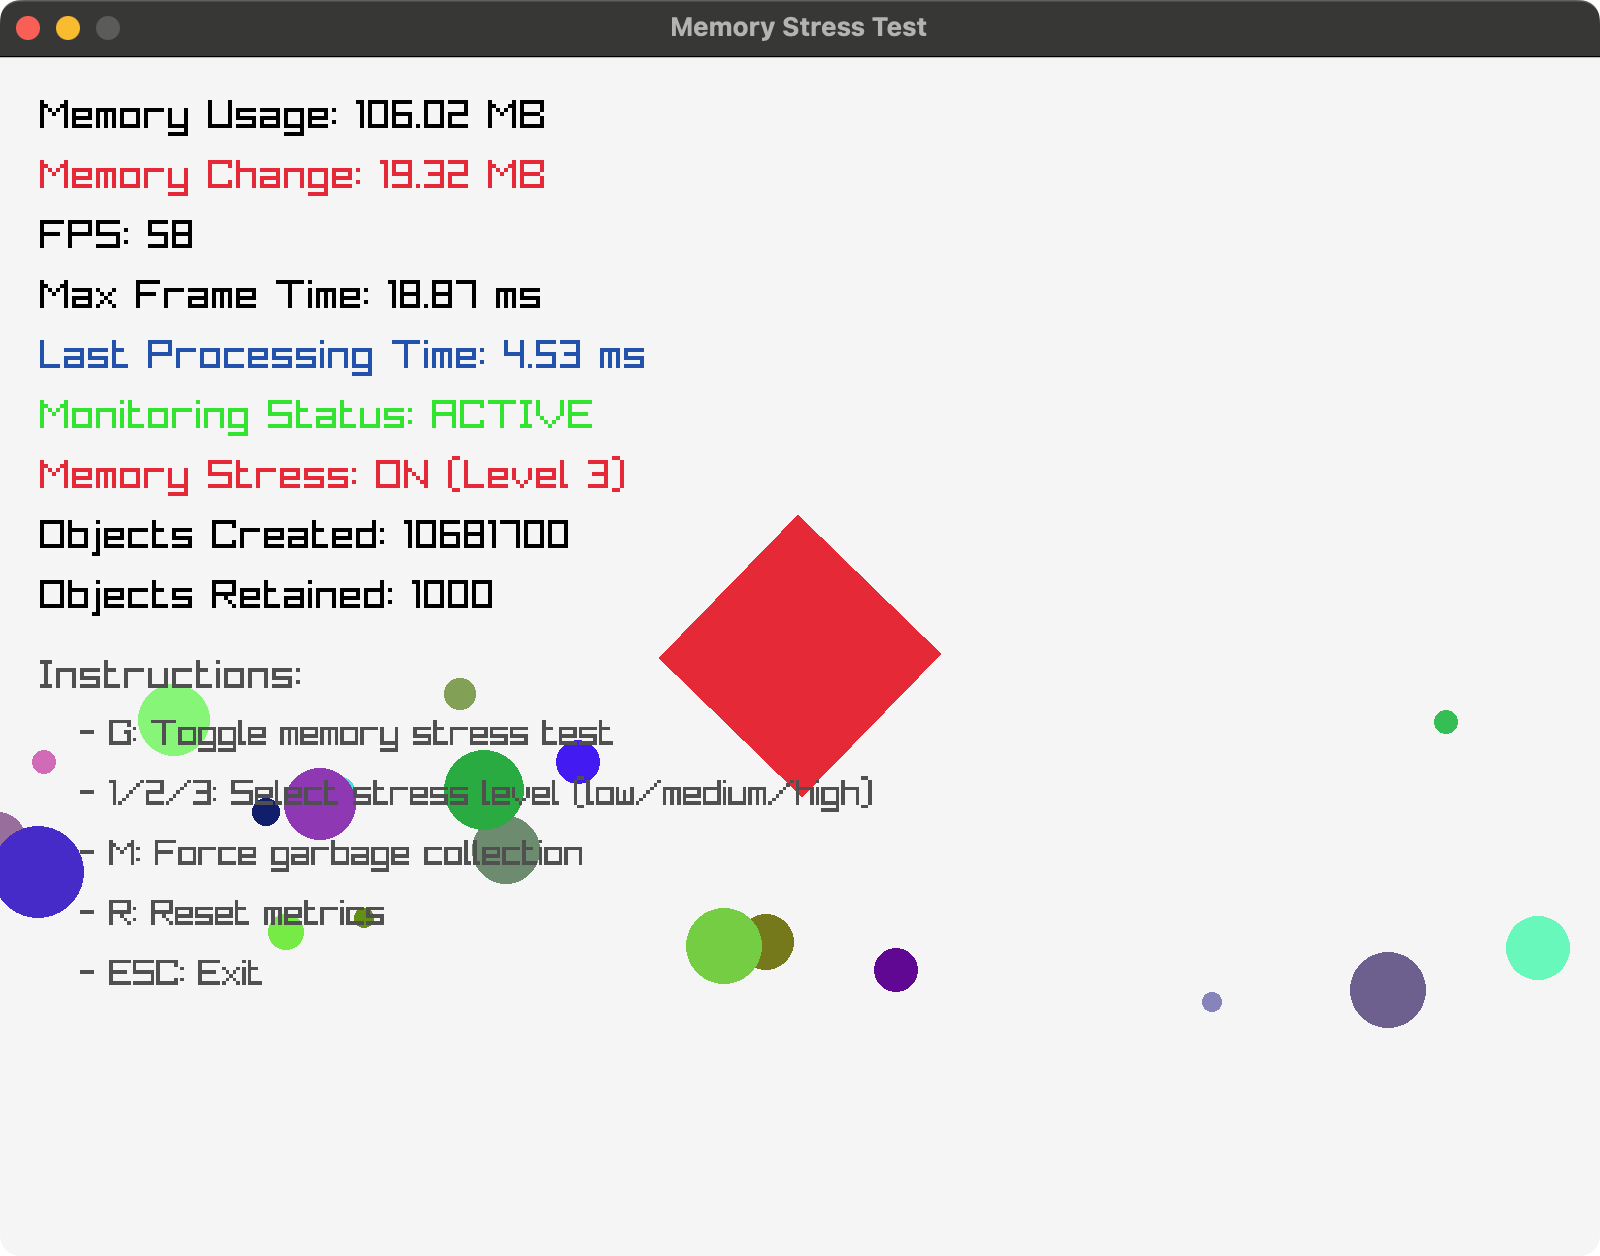 Memory Stress Test
Memory Usage: 106.02 MB
Memory Change: 19.32 MB
FPS: 58
Max Frame Time: 18.87 ms
Last Processing Time: 4.53 ms
Monitoring Status: ACTIVE
Memory Stress: ON (Level 3)
Objects Created: 10681700
Objects Retained: 1000
Instructions:
- G: Toggle memory stress test
- 1/2/3: Select stress level (low/medium/high)
- M: Force garbage collection
- R: Reset metrics
- ESC: Exit